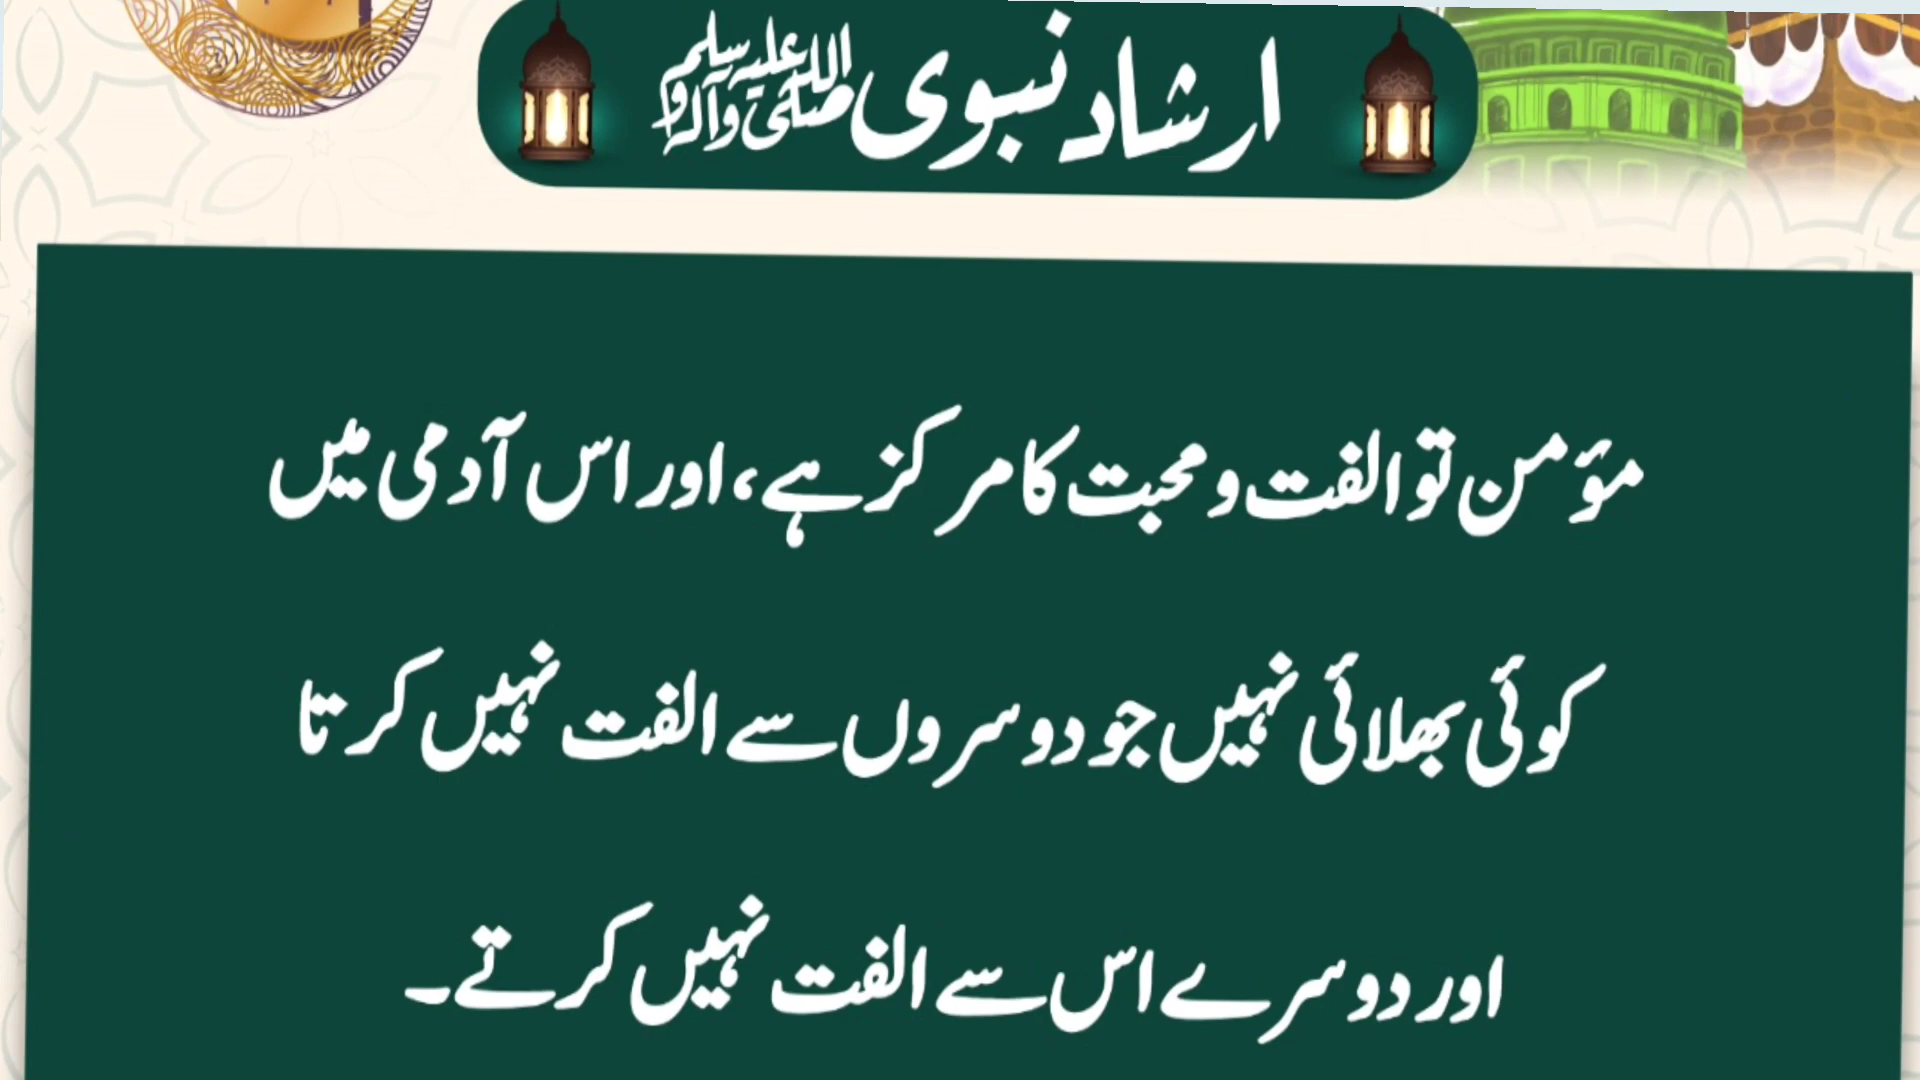 ارشاد نبوی صلی اللہ علیہ وآلہ وسلم
مؤمن تو الفت و محبت کا مرکز ہے، اور اس آدمی میں
کوئی بھلائی نہیں جو دوسروں سے الفت نہیں کرتا
اور دوسرے اس سے الفت نہیں کرتے۔